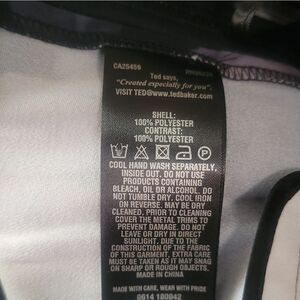 CA25459
Ted says,
"Created especially for you".
VISIT TED@www.tedbaker.com
SHELL:
100% POLYESTER
CONTRAST:
100% POLYESTER
COOL HAND WASH SEPARATELY,
INSIDE OUT. DO NOT USE
PRODUCTS CONTAINING
BLEACH, OIL OR ALCOHOL. DO
NOT TUMBLE DRY. COOL IRON
ON REVERSE. MAY BE DRY
CLEANED. PRIOR TO CLEANING
COVER THE METAL TRIMS TO
PREVENT DAMAGE. DO NOT
LEAVE OR DRY IN DIRECT
SUNLIGHT. DUE TO THE
CONSTRUCTION OF THE FABRIC
OF THIS GARMENT, EXTRA CARE
MUST BE TAKEN AS IT MAY SNAG
ON SHARP OR ROUGH OBJECTS.
MADE IN CHINA
MADE WITH CARE, WEAR WITH PRIDE
0614 180042